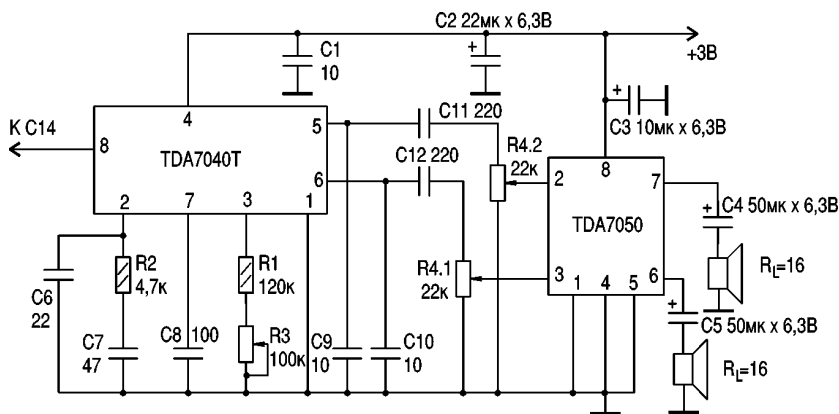 C2 22мк x 6,3В
+3В
C1
10
C3 10мк x 6,3В
К C14
4
8
TDA7040T
5
6
2
7
3
1
C11 220
C12 220
R4.2
22к
R4.1
22к
8
2
7
TDA7050
3
6
1
4
5
C4 50мк x 6,3В
RL=16
C5 50мк x 6,3В
RL=16
C6
22
R2
4,7к
C7
47
C8 100
R1
120к
R3
100к
C9
10
C10
10